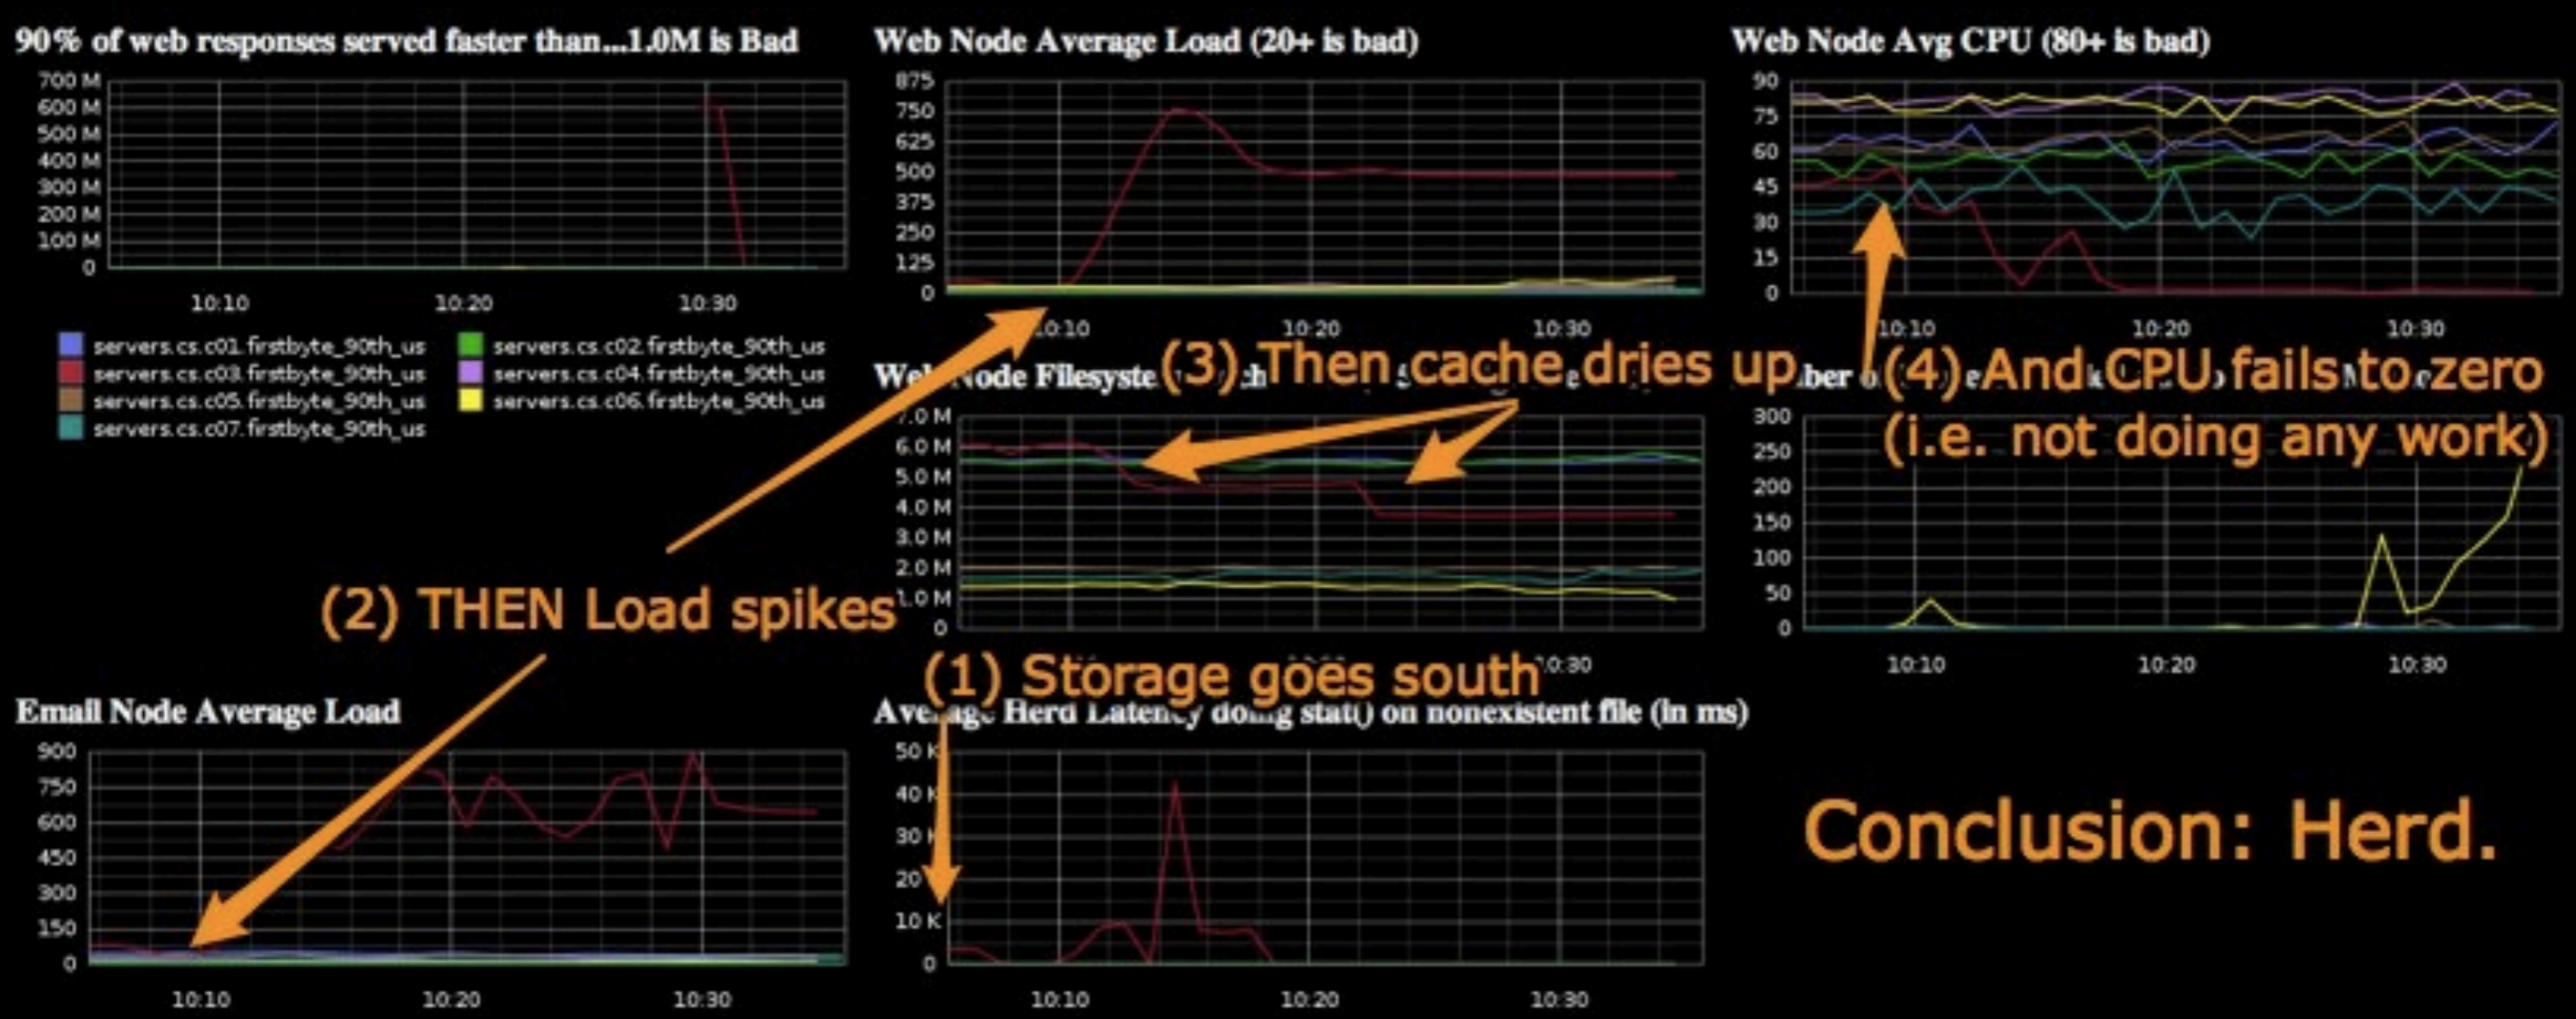 90% of web responses served faster than...1.0M is Bad
700 M
600 M
500 M
400 M
300 M
200 M
100 M
0
10:10 10:20 10:30
servers.cs.c01.firstbyte_90th_us servers.cs.c02.firstbyte_90th_us
servers.cs.c03.firstbyte_90th_us servers.cs.c04.firstbyte_90th_us
servers.cs.c05.firstbyte_90th_us servers.cs.c06.firstbyte_90th_us
servers.cs.c07.firstbyte_90th_us
Web Node Average Load (20+ is bad)
875
750
625
500
375
250
125
0
10:10 10:20 10:30
Web Node Avg CPU (80+ is bad)
90
75
60
45
30
15
0
10:10 10:20 10:30
(3) Then cache dries up
(4) And CPU fails to zero
(i.e. not doing any work)
Web Node
7.0 M
6.0 M
5.0 M
4.0 M
3.0 M
2.0 M
1.0 M
0
10:30
300
250
200
150
100
50
0
10:10 10:20 10:30
(2) THEN Load spikes
(1) Storage goes south
Email Node Average Load
900
750
600
450
300
150
0
10:10 10:20 10:30
Average Herd Latency doing stat() on nonexistent file (in ms)
50 K
40 K
30 K
20
10 K
0
10:10 10:20 10:30
Conclusion: Herd.